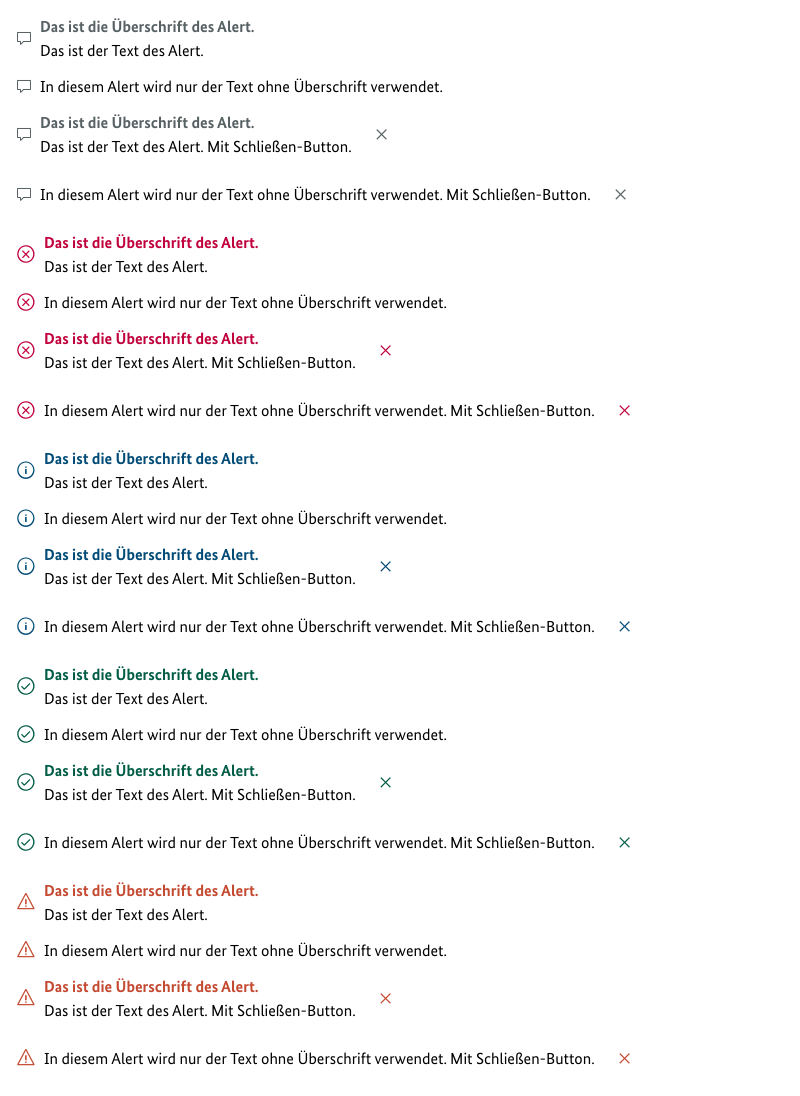 Das ist die Überschrift des Alert.
Das ist der Text des Alert.
In diesem Alert wird nur der Text ohne Überschrift verwendet.
Das ist die Überschrift des Alert.
Das ist der Text des Alert. Mit Schließen-Button.
In diesem Alert wird nur der Text ohne Überschrift verwendet. Mit Schließen-Button.
Das ist die Überschrift des Alert.
Das ist der Text des Alert.
In diesem Alert wird nur der Text ohne Überschrift verwendet.
Das ist die Überschrift des Alert.
Das ist der Text des Alert. Mit Schließen-Button.
In diesem Alert wird nur der Text ohne Überschrift verwendet. Mit Schließen-Button.
Das ist die Überschrift des Alert.
Das ist der Text des Alert.
In diesem Alert wird nur der Text ohne Überschrift verwendet.
Das ist die Überschrift des Alert.
Das ist der Text des Alert. Mit Schließen-Button.
In diesem Alert wird nur der Text ohne Überschrift verwendet. Mit Schließen-Button.
Das ist die Überschrift des Alert.
Das ist der Text des Alert.
In diesem Alert wird nur der Text ohne Überschrift verwendet.
Das ist die Überschrift des Alert.
Das ist der Text des Alert. Mit Schließen-Button.
In diesem Alert wird nur der Text ohne Überschrift verwendet. Mit Schließen-Button.
Das ist die Überschrift des Alert.
Das ist der Text des Alert.
In diesem Alert wird nur der Text ohne Überschrift verwendet.
Das ist die Überschrift des Alert.
Das ist der Text des Alert. Mit Schließen-Button.
In diesem Alert wird nur der Text ohne Überschrift verwendet. Mit Schließen-Button.